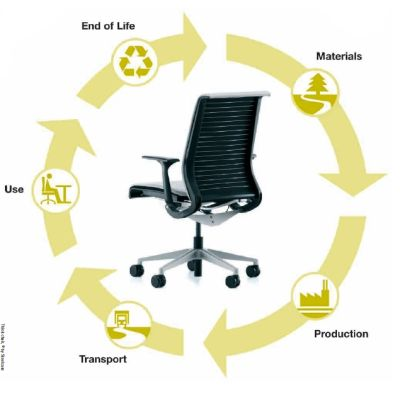 End of Life
Materials
Use
Production
Transport